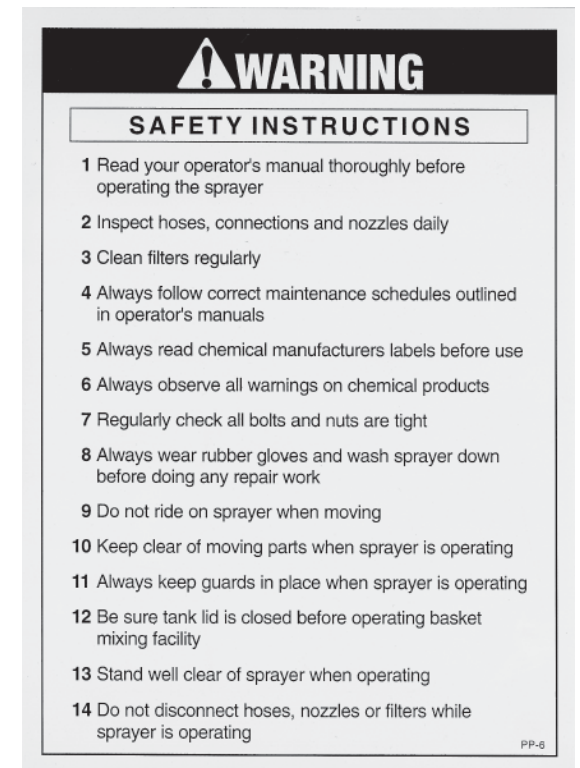 WARNING
SAFETY INSTRUCTIONS
1 Read your operator's manual thoroughly before
operating the sprayer
2 Inspect hoses, connections and nozzles daily
3 Clean filters regularly
4 Always follow correct maintenance schedules outlined
in operator's manuals
5 Always read chemical manufacturers labels before use
6 Always observe all warnings on chemical products
7 Regularly check all bolts and nuts are tight
8 Always wear rubber gloves and wash sprayer down
before doing any repair work
9 Do not ride on sprayer when moving
10 Keep clear of moving parts when sprayer is operating
11 Always keep guards in place when sprayer is operating
12 Be sure tank lid is closed before operating basket
mixing facility
13 Stand well clear of sprayer when operating
14 Do not disconnect hoses, nozzles or filters while
sprayer is operating
PP-6